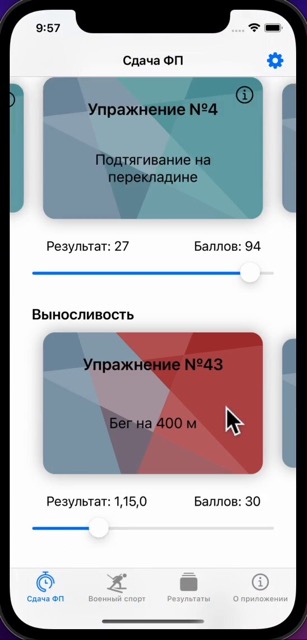 9:57
Сдача ФП
Упражнение №4
Подтягивание на
перекладине
Результат: 27
Баллов: 94
Выносливость
Упражнение №43
Бег на 400 м
Результат: 1,15,0
Баллов: 30
Сдача ФП
Военный спорт
Результаты
О приложении